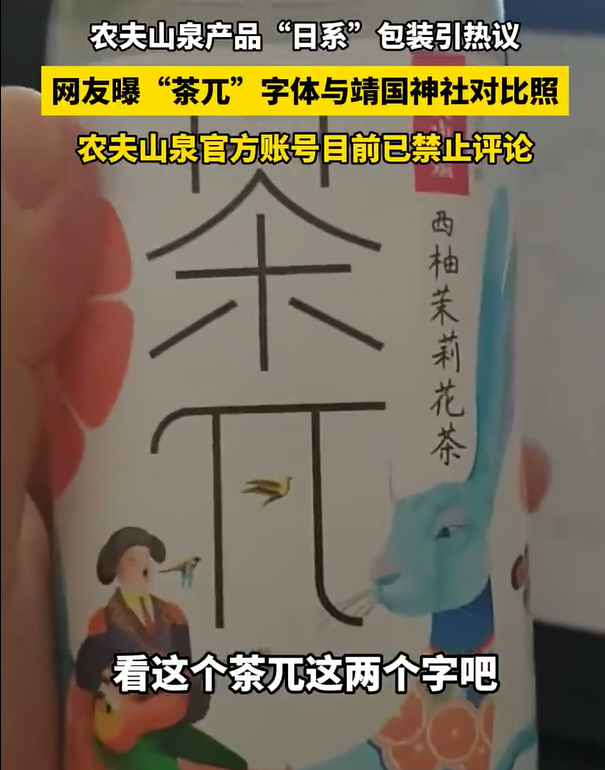 农夫山泉产品“日系”包装引热议
网友曝“茶兀”字体与靖国神社对比照
农夫山泉官方账号目前已禁止评论
茶
π
西柚茉莉花茶
看这个茶兀这两个字吧